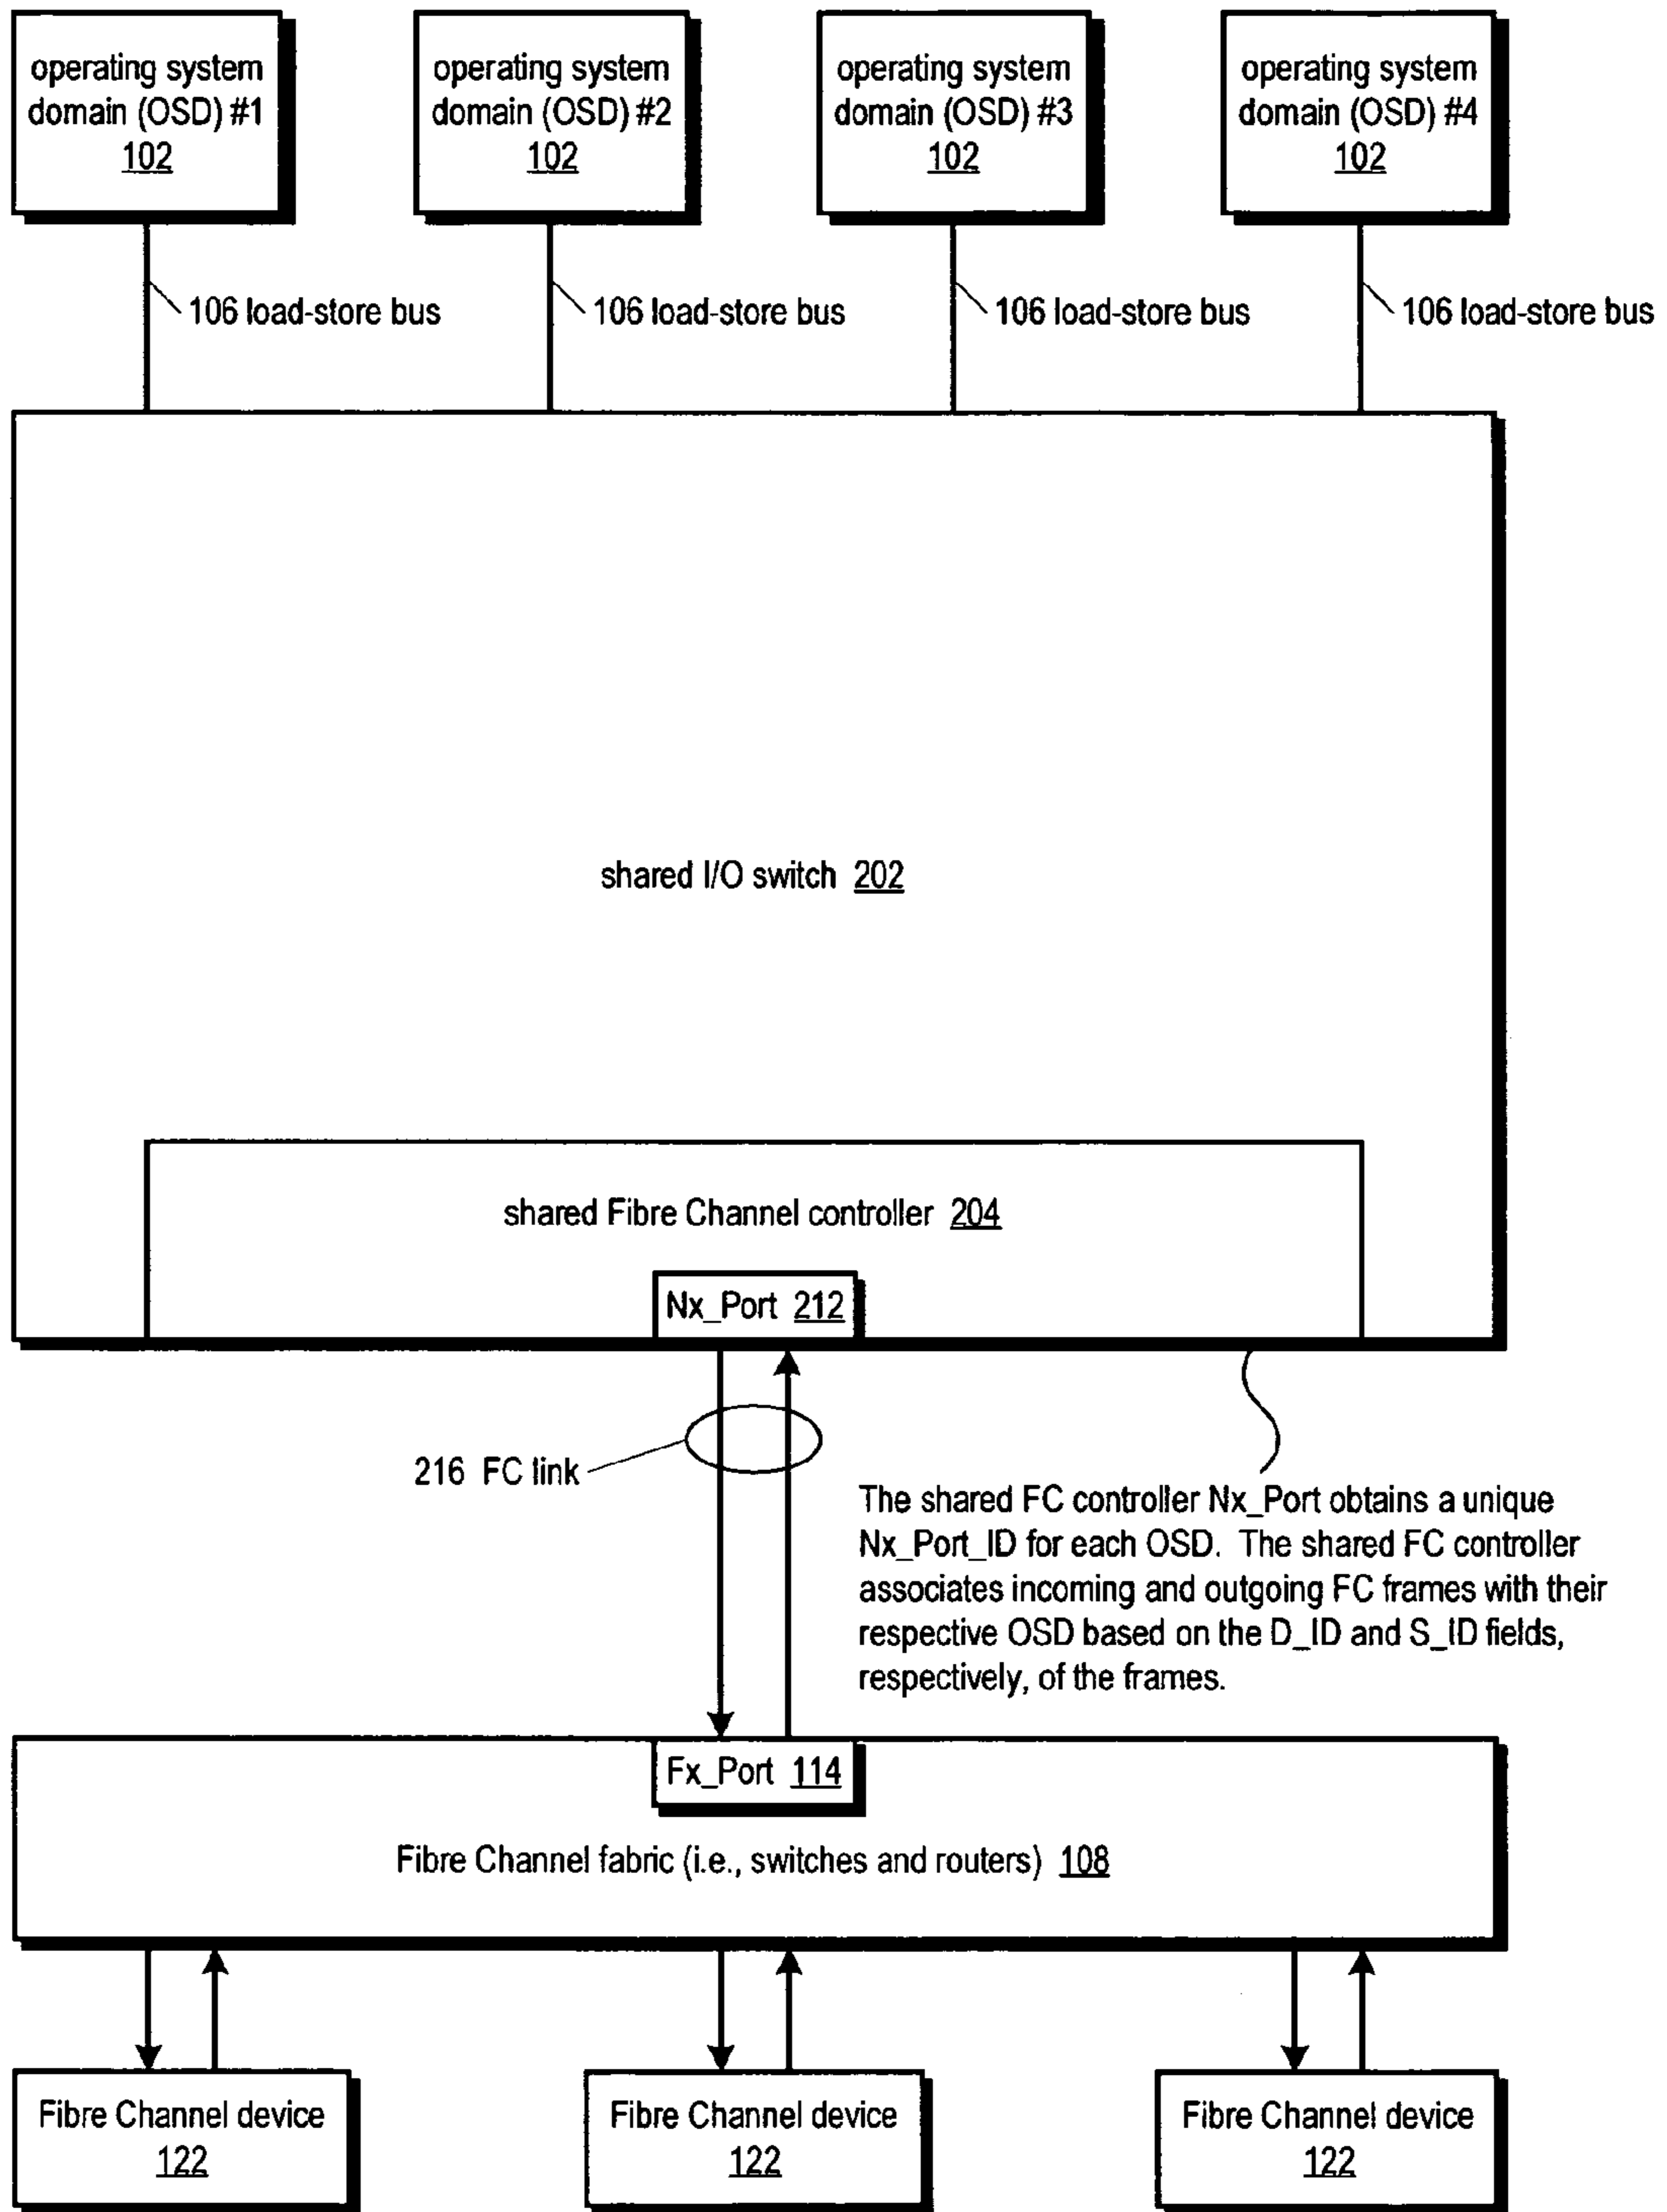 operating system
domain (OSD) #1
102
operating system
domain (OSD) #2
102
operating system
domain (OSD) #3
102
operating system
domain (OSD) #4
102
106 load-store bus
106 load-store bus
106 load-store bus
106 load-store bus
shared I/O switch 202
shared Fibre Channel controller 204
Nx_Port 212
216 FC link
The shared FC controller Nx_Port obtains a unique
Nx_Port_ID for each OSD. The shared FC controller
associates incoming and outgoing FC frames with their
respective OSD based on the D_ID and S_ID fields,
respectively, of the frames.
Fx_Port 114
Fibre Channel fabric (i.e., switches and routers) 108
Fibre Channel device
122
Fibre Channel device
122
Fibre Channel device
122